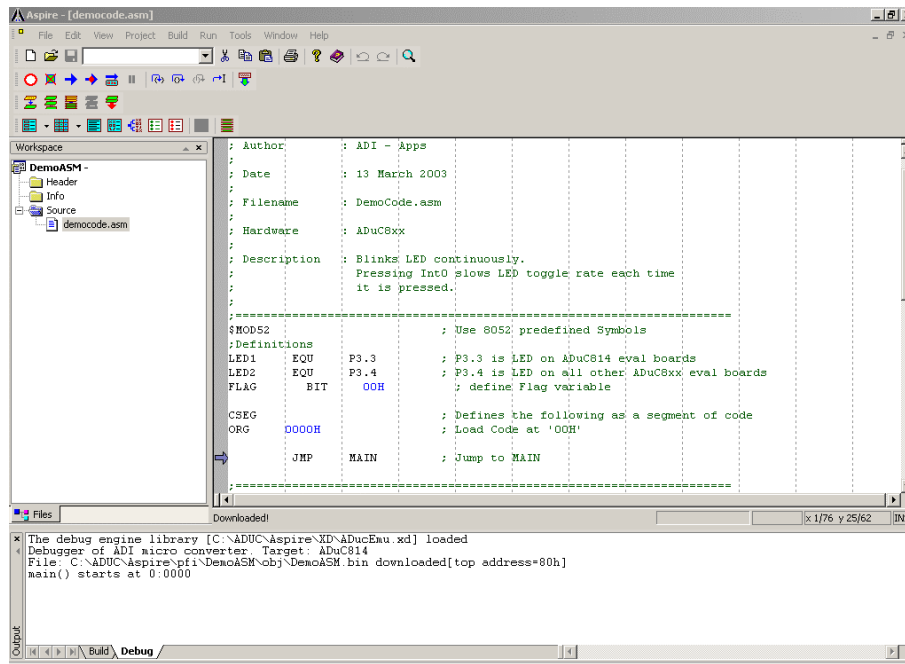 Aspire - [democode.asm]
File Edit View Project Build Run Tools Window Help
Workspace
DemoASM -
Header
Info
Source
democode.asm
Files
; Author : ADI - Apps
;
; Date : 13 March 2003
;
; Filename : DemoCode.asm
;
; Hardware : ADuC8xx
;
; Description : Blinks LED continuously.
; Pressing Int0 slows LED toggle rate each time
; it is pressed.
;
;======================================================================
$MOD52 ; Use 8052 predefined Symbols
;Definitions
LED1 EQU P3.3 ; P3.3 is LED on ADuC814 eval boards
LED2 EQU P3.4 ; P3.4 is LED on all other ADuC8xx eval boards
FLAG BIT 00H ; define Flag variable
CSEG ; Defines the following as a segment of code
ORG 0000H ; Load Code at '00H'
JMP MAIN ; Jump to MAIN
;======================================================================
Downloaded!
x 1/76 y 25/62 IN
The debug engine library [C:\ADUC\Aspire\XD\ADucEmu.xd] loaded
Debugger of ADI micro converter. Target: ADuC814
File: C:\ADUC\Aspire\pfi\DemoASM\obj\DemoASM.bin downloaded[top address=80h]
main() starts at 0:0000
Output
Build Debug